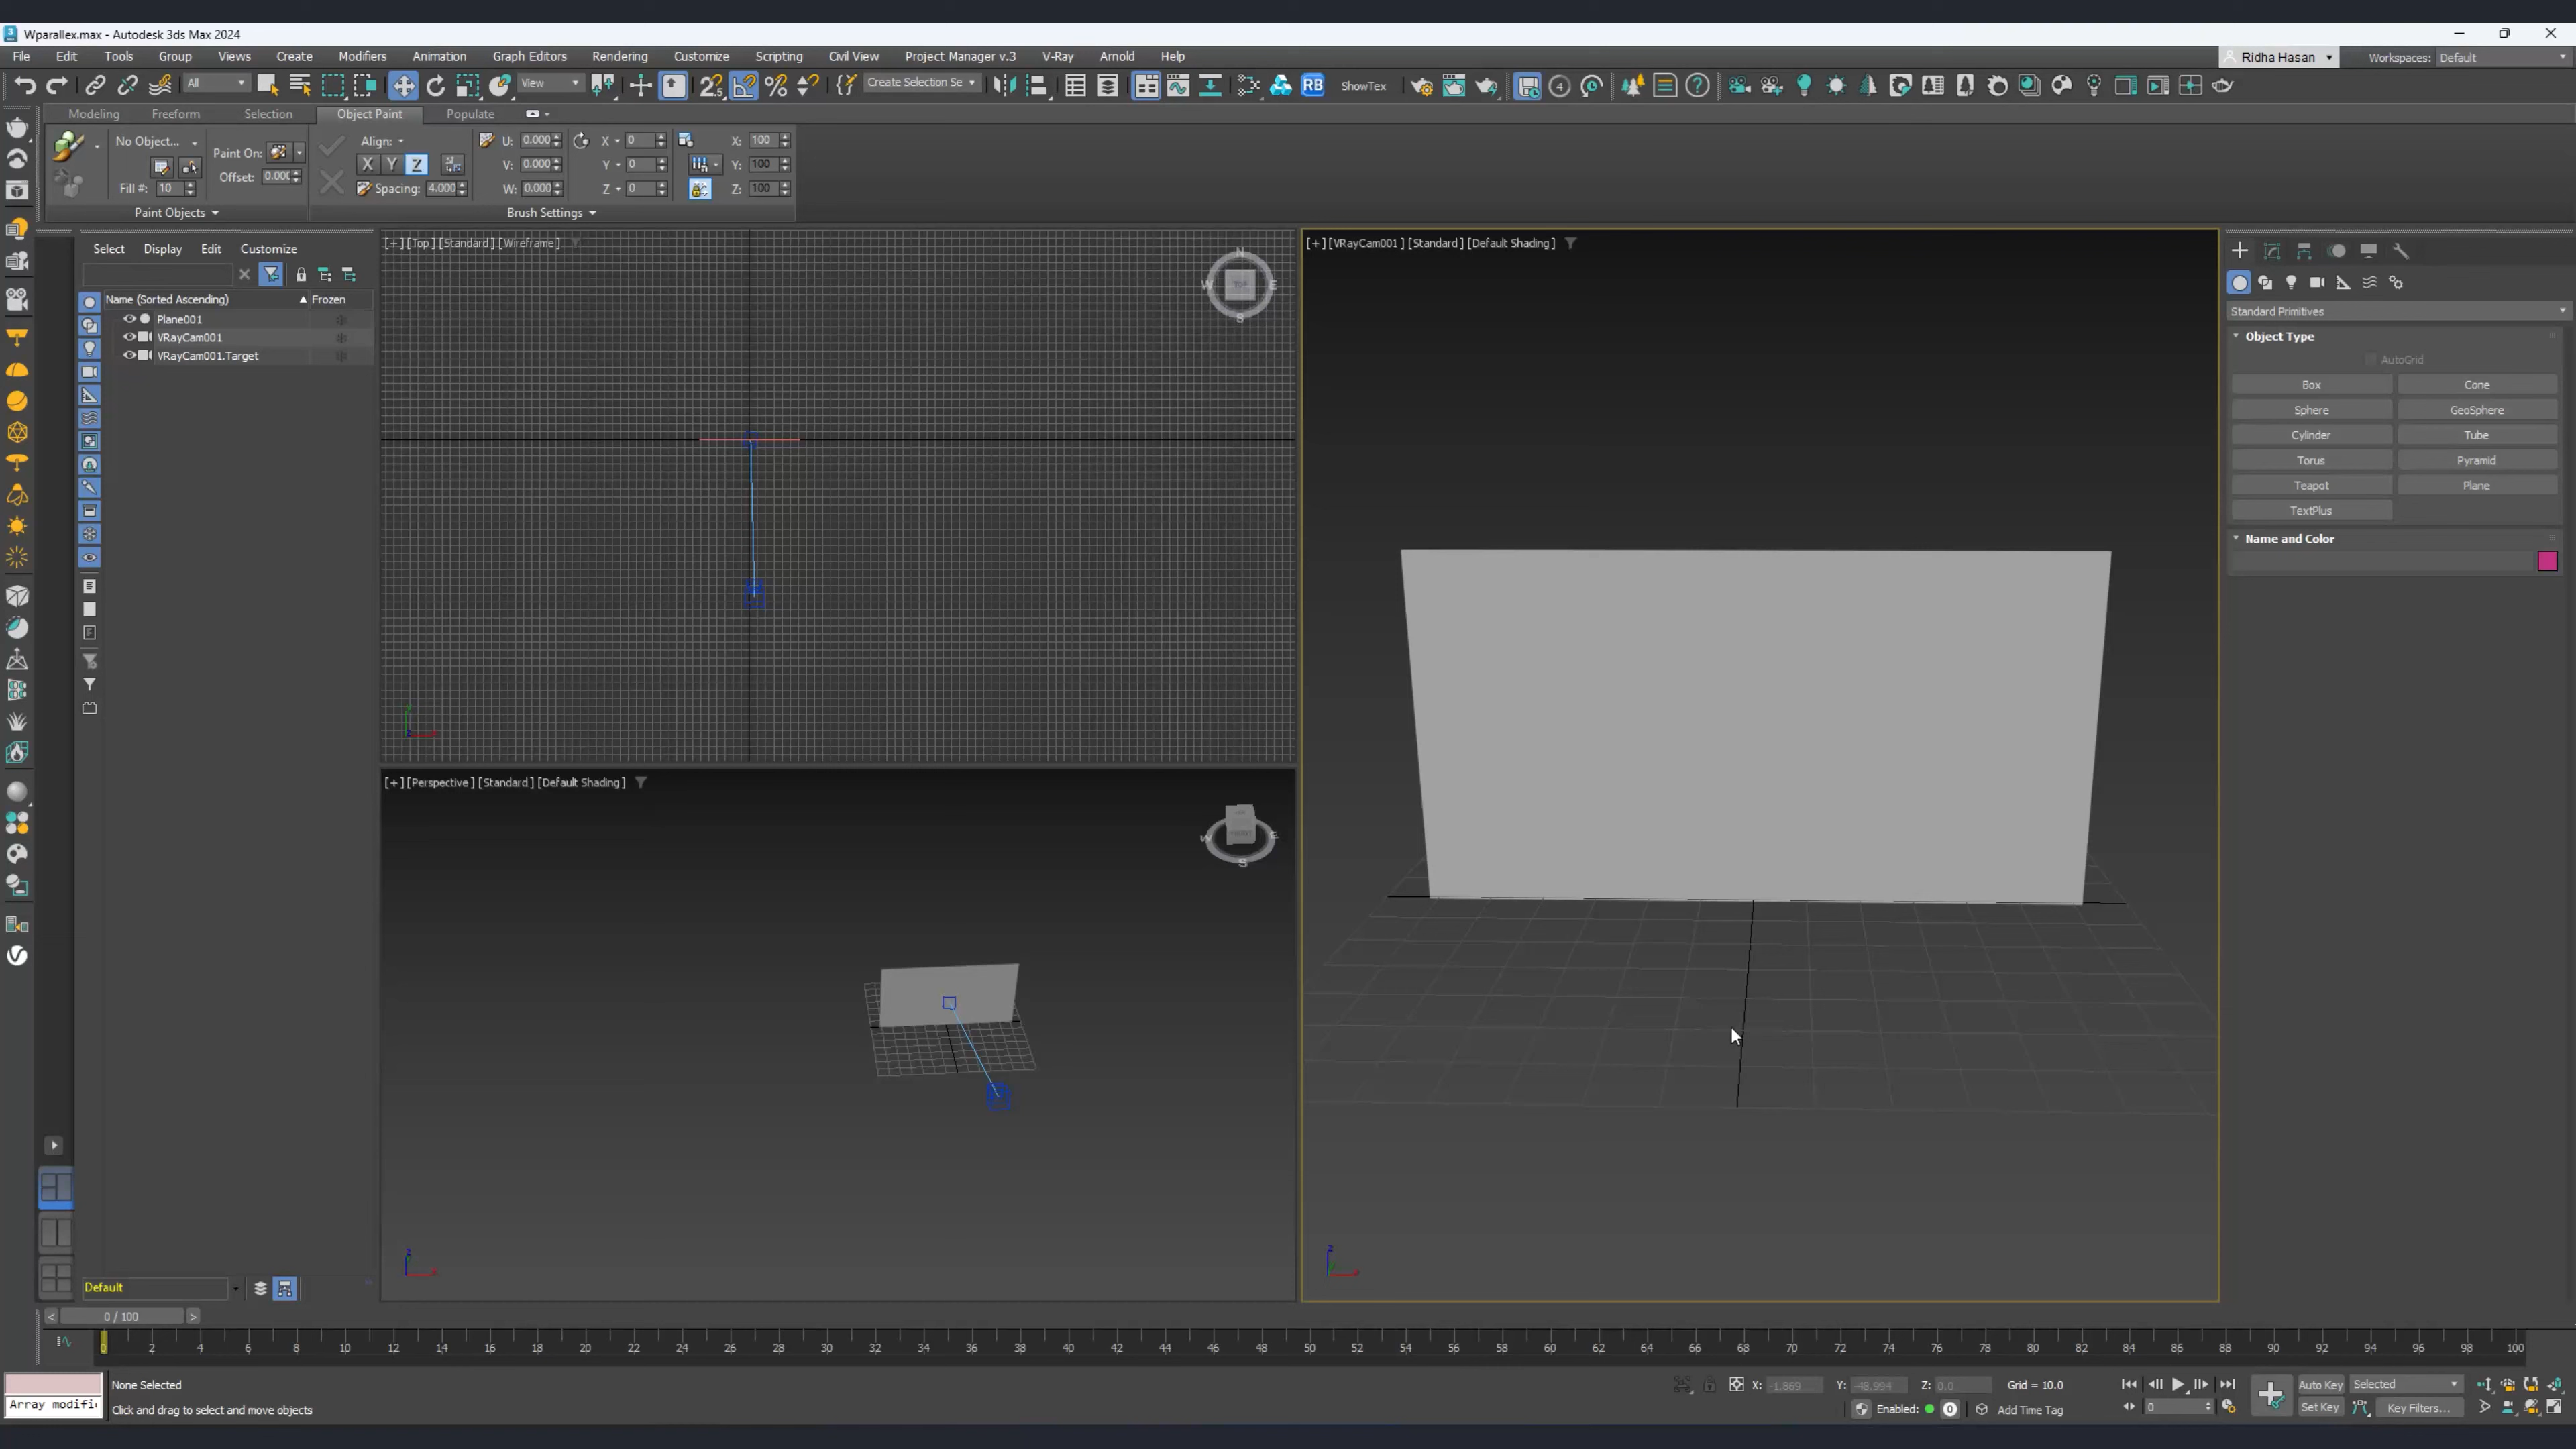 Wparallex.max - Autodesk 3ds Max 2024
File Edit Tools Group Views Create Modifiers Animation Graph Editors Rendering Customize Scripting Civil View Project Manager v.3 V-Ray Arnold Help
Ridha Hasan
Workspaces: Default
All
View
Create Selection Se
RB
ShowTex
4
Modeling Freeform Selection Object Paint Populate
No Object...
Fill #: 10
Paint On:
Offset: 0.000
Align:
X Y Z
Spacing: 4.000
U: 0.000
V: 0.000
W: 0.000
X 0
Y 0
Z 0
X: 100
Y: 100
Z: 100
Paint Objects
Brush Settings
Select Display Edit Customize
Name (Sorted Ascending) Frozen
Plane001
VRayCam001
VRayCam001.Target
[+] [Top] [Standard] [Wireframe]
N
W TOP E
S
[+] [Perspective] [Standard] [Default Shading]
W E
S
[+] [VRayCam001] [Standard] [Default Shading]
Standard Primitives
Object Type
AutoGrid
Box Cone
Sphere GeoSphere
Cylinder Tube
Torus Pyramid
Teapot Plane
TextPlus
Name and Color
Default
< 0 / 100 >
0 2 4 6 8 10 12 14 16 18 20 22 24 26 28 30 32 34 36 38 40 42 44 46 48 50 52 54 56 58 60 62 64 66 68 70 72 74 76 78 80 82 84 86 88 90 92 94 96 98 100
None Selected
Array modifi
Click and drag to select and move objects
X: -1.869 Y: -48.994 Z: 0.0 Grid = 10.0
Enabled: 0 Add Time Tag
0
Auto Key Selected
Set Key Key Filters...